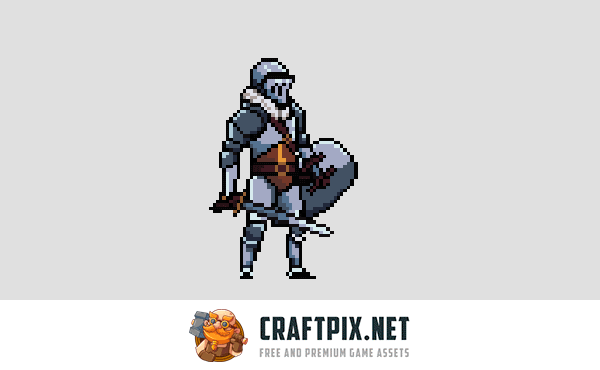 CRAFTPIX.NET
FREE AND PREMIUM GAME ASSETS